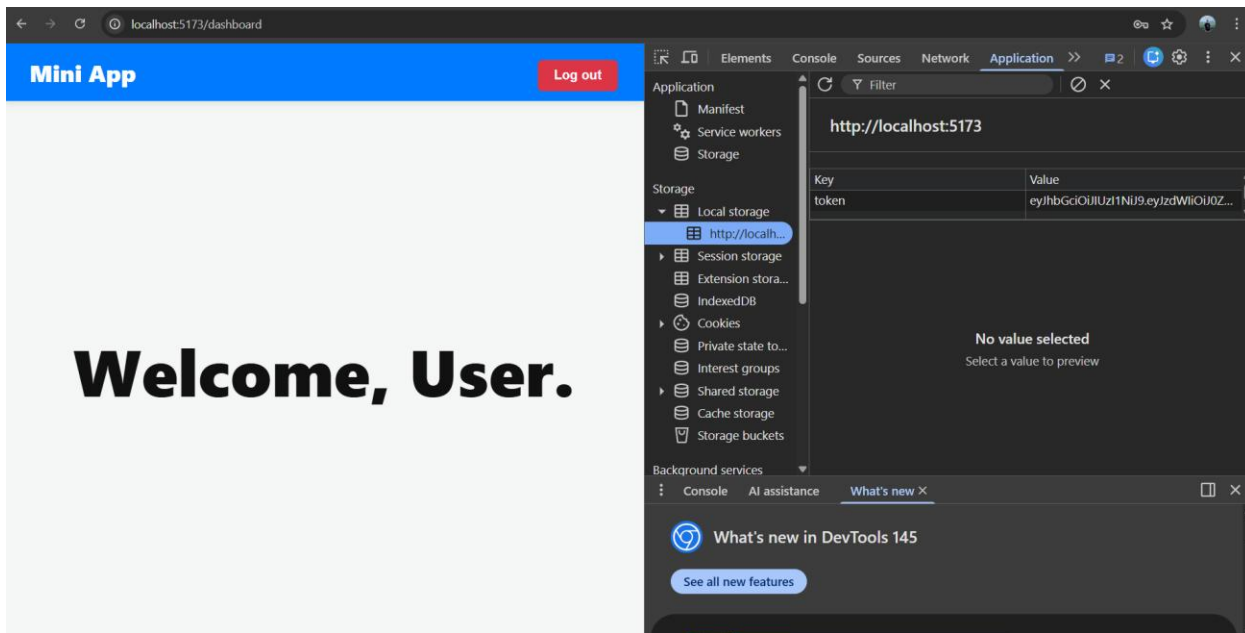 localhost:5173/dashboard
Mini App
Log out
Welcome, User.
Elements Console Sources Network Application 2
Application
Manifest
Service workers
Storage
Storage
Local storage
http://localh...
Session storage
Extension stora...
IndexedDB
Cookies
Private state to...
Interest groups
Shared storage
Cache storage
Storage buckets
Background services
Filter
http://localhost:5173
Key Value
token eyJhbGciOiJIUzI1NiJ9.eyJzdWIiOiJ0Z...
No value selected
Select a value to preview
Console AI assistance What's new
What's new in DevTools 145
See all new features